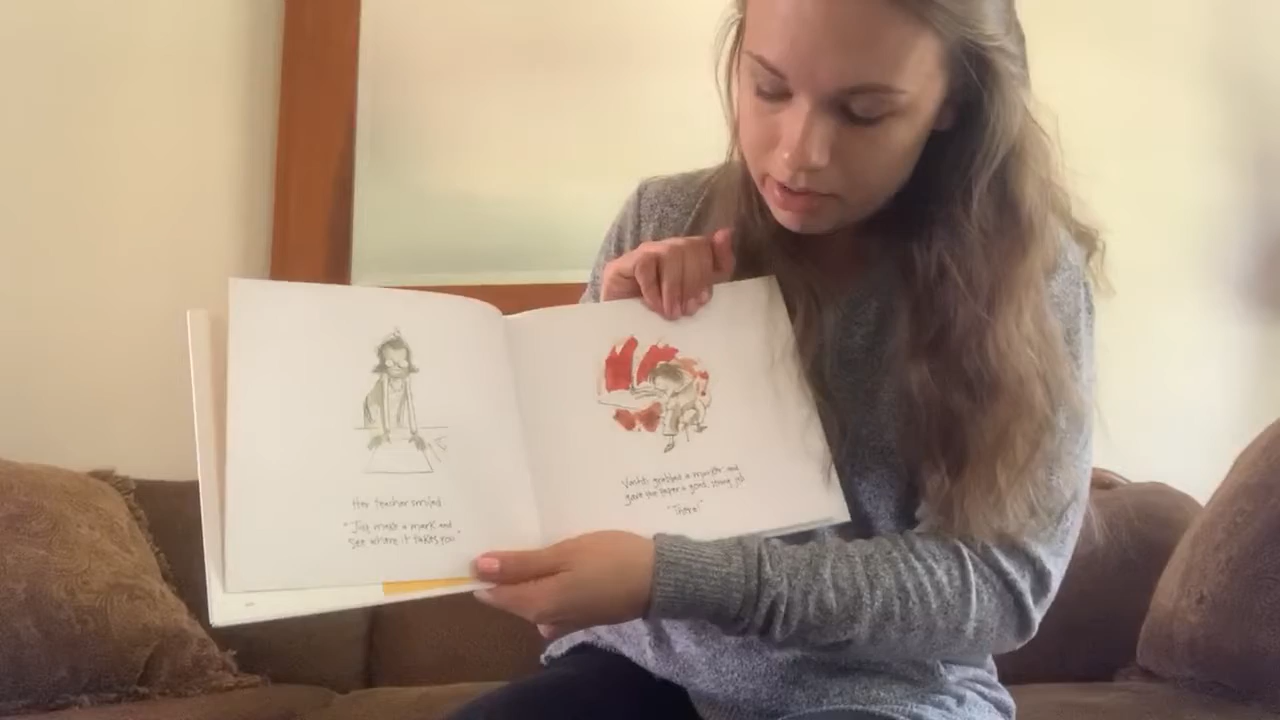 Her teacher smiled.
"Just make a mark and
see where it takes you."
Vashti grabbed a marker and
gave the paper a good, strong jab.
"There!"